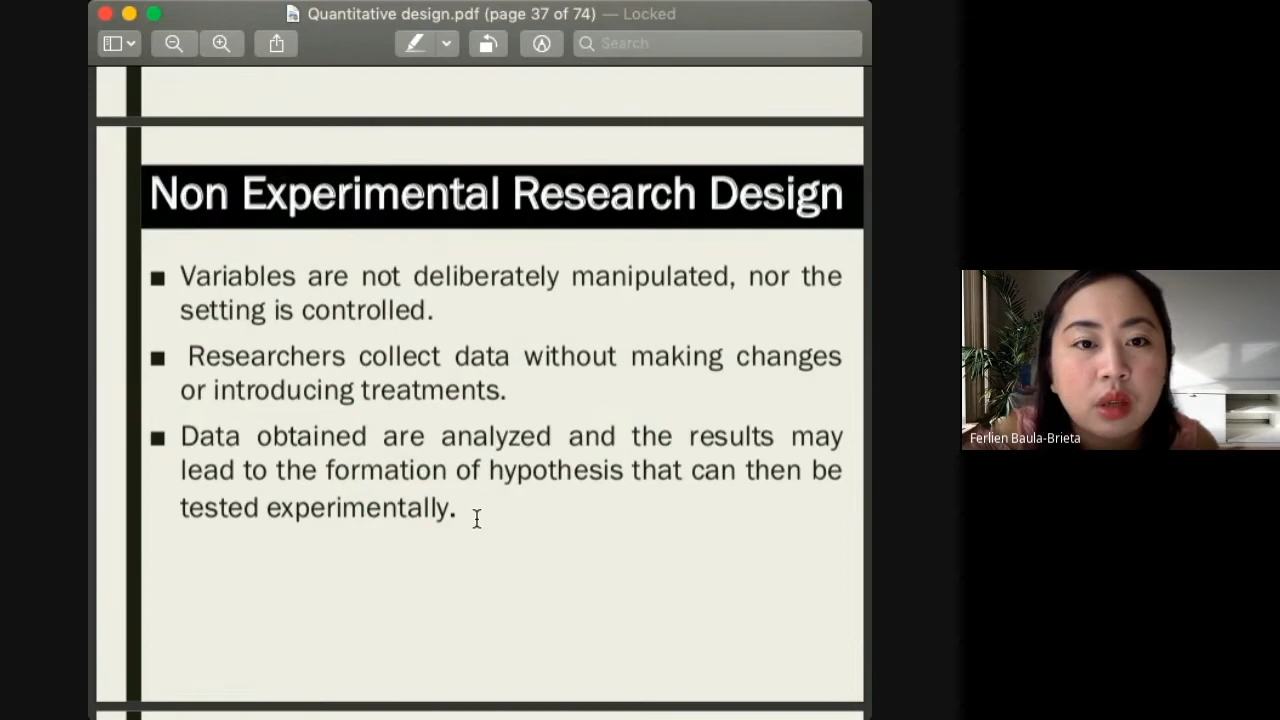 Quantitative design.pdf (page 37 of 74) — Locked
Search
Non Experimental Research Design
■ Variables are not deliberately manipulated, nor the
setting is controlled.
■ Researchers collect data without making changes
or introducing treatments.
■ Data obtained are analyzed and the results may
lead to the formation of hypothesis that can then be
tested experimentally.
Ferlien Baula-Brieta